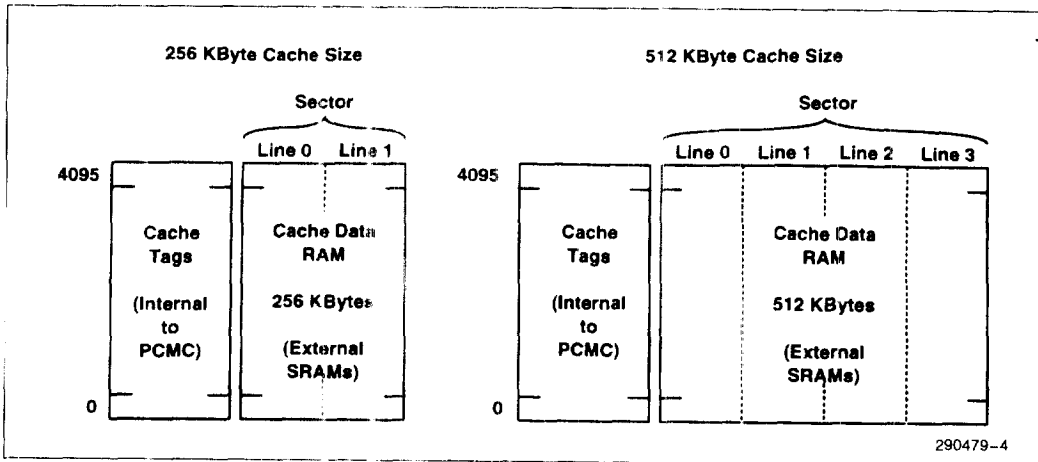 256 KByte Cache Size
Sector
Line 0 Line 1
4095
Cache
Tags
(Internal
to
PCMC)
0
Cache Data
RAM
256 KBytes
(External
SRAMs)
512 KByte Cache Size
Sector
Line 0 Line 1 Line 2 Line 3
4095
Cache
Tags
(Internal
to
PCMC)
0
Cache Data
RAM
512 KBytes
(External
SRAMs)
290479-4